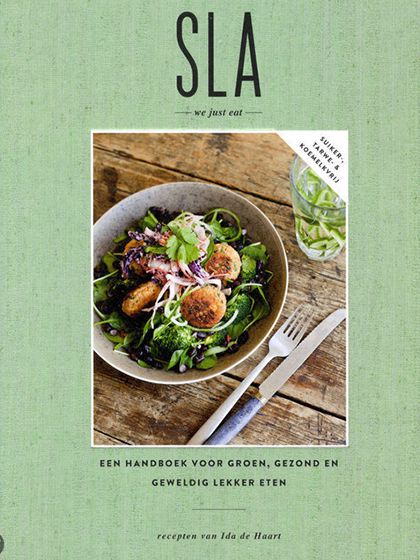 SLA
we just eat
SUIKER-,
TARWE- &
KOEMELKVRIJ
EEN HANDBOEK VOOR GROEN, GEZOND EN
GEWELDIG LEKKER ETEN
recepten van Ida de Haart